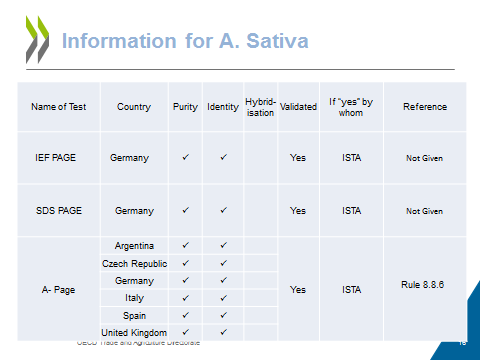 Information for A. Sativa
Name of Test Country Purity Identity Hybrid-isation Validated If "yes" by whom Reference
IEF PAGE Germany ✓ ✓ Yes ISTA Not Given
SDS PAGE Germany ✓ ✓ Yes ISTA Not Given
A- Page Argentina ✓ ✓ Yes ISTA Rule 8.8.6
Czech Republic ✓ ✓
Germany ✓ ✓
Italy ✓ ✓
Spain ✓ ✓
United Kingdom ✓ ✓
OECD Trade and Agriculture Directorate